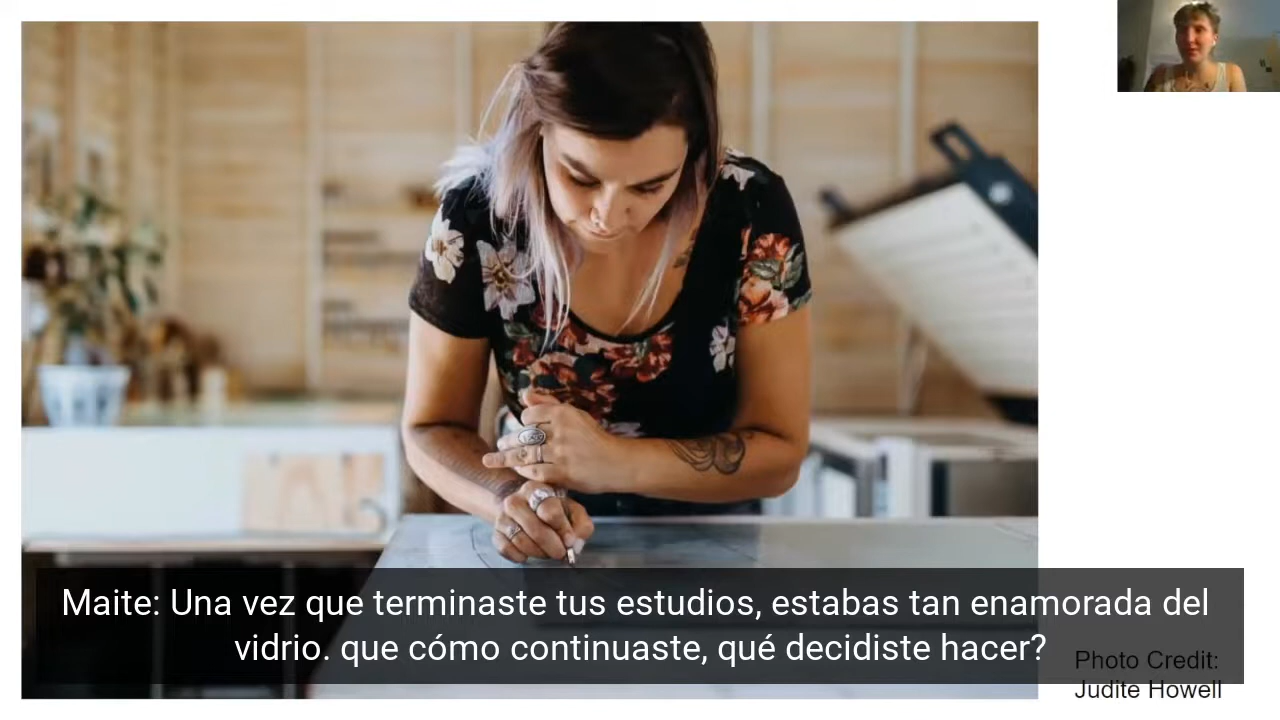 Maite: Una vez que terminaste tus estudios, estabas tan enamorada del
vidrio. que cómo continuaste, qué decidiste hacer?
Photo Credit:
Judite Howell